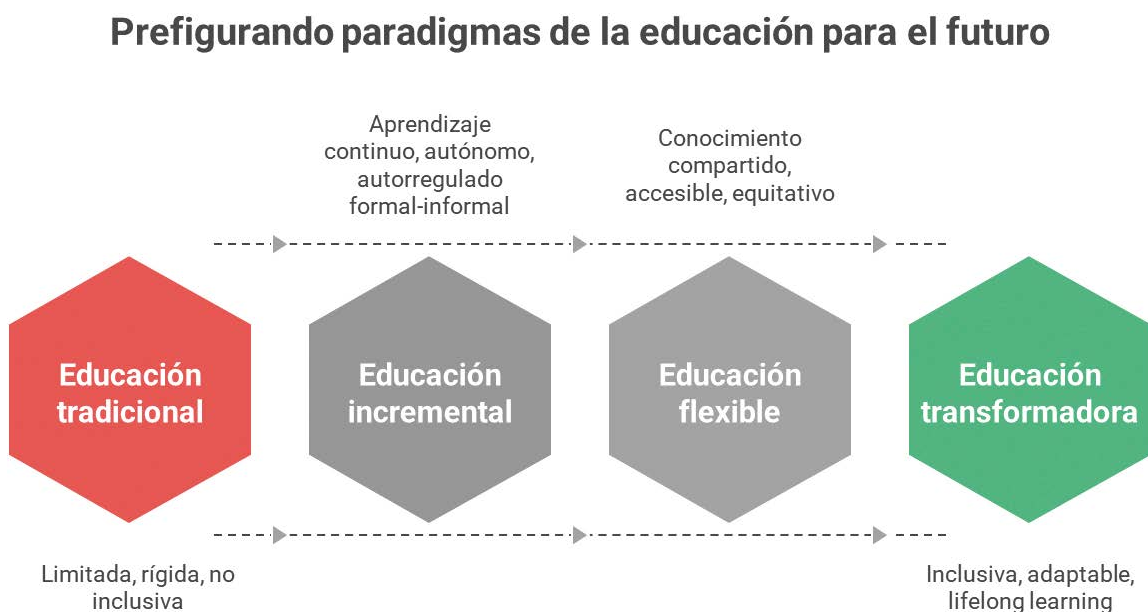 Prefigurando paradigmas de la educación para el futuro
Aprendizaje
continuo, autónomo,
autorregulado
formal-informal
Conocimiento
compartido,
accesible, equitativo
Educación
tradicional
Educación
incremental
Educación
flexible
Educación
transformadora
Limitada, rígida, no
inclusiva
Inclusiva, adaptable,
lifelong learning